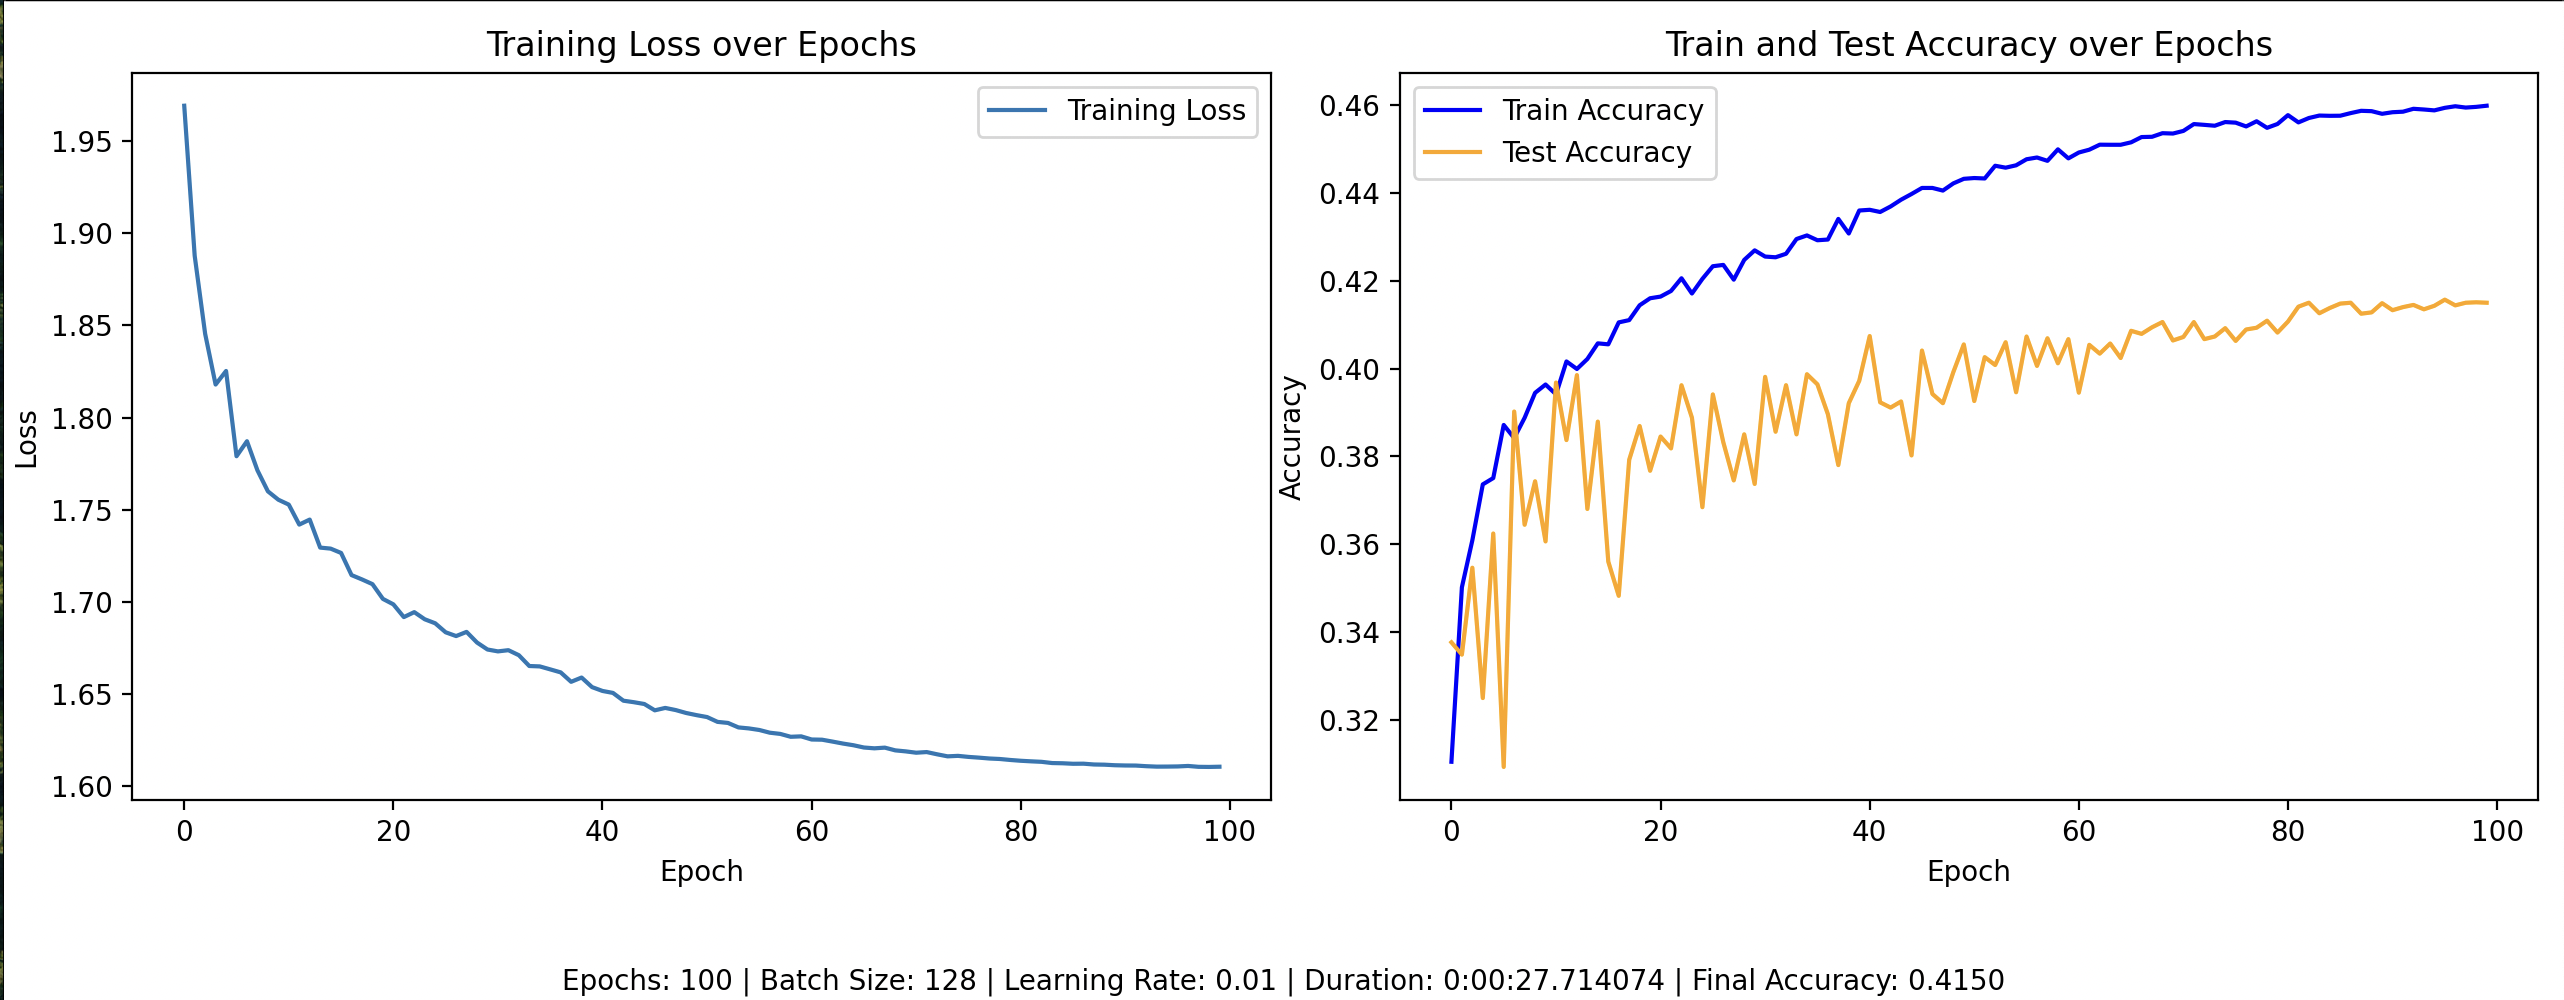 Training Loss over Epochs
Training Loss
1.95
1.90
1.85
1.80
1.75
1.70
1.65
1.60
Loss
0 20 40 60 80 100
Epoch
Train and Test Accuracy over Epochs
Train Accuracy
Test Accuracy
0.46
0.44
0.42
0.40
0.38
0.36
0.34
0.32
Accuracy
0 20 40 60 80 100
Epoch
Epochs: 100 | Batch Size: 128 | Learning Rate: 0.01 | Duration: 0:00:27.714074 | Final Accuracy: 0.4150